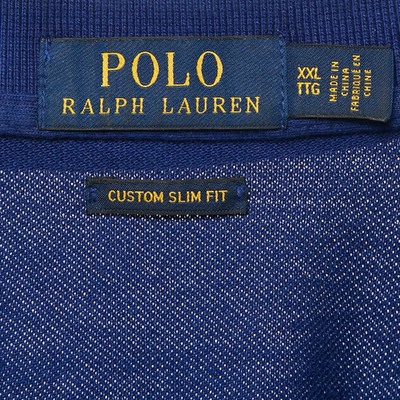 POLO
RALPH LAUREN
XXL
TTG
MADE IN
CHINA
FABRIQUÉ EN
CHINE
CUSTOM SLIM FIT